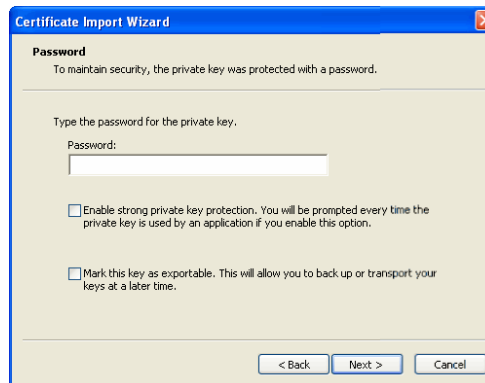 Certificate Import Wizard
Password
To maintain security, the private key was protected with a password.
Type the password for the private key.
Password:
Enable strong private key protection. You will be prompted every time the
private key is used by an application if you enable this option.
Mark this key as exportable. This will allow you to back up or transport your
keys at a later time.
< Back Next > Cancel